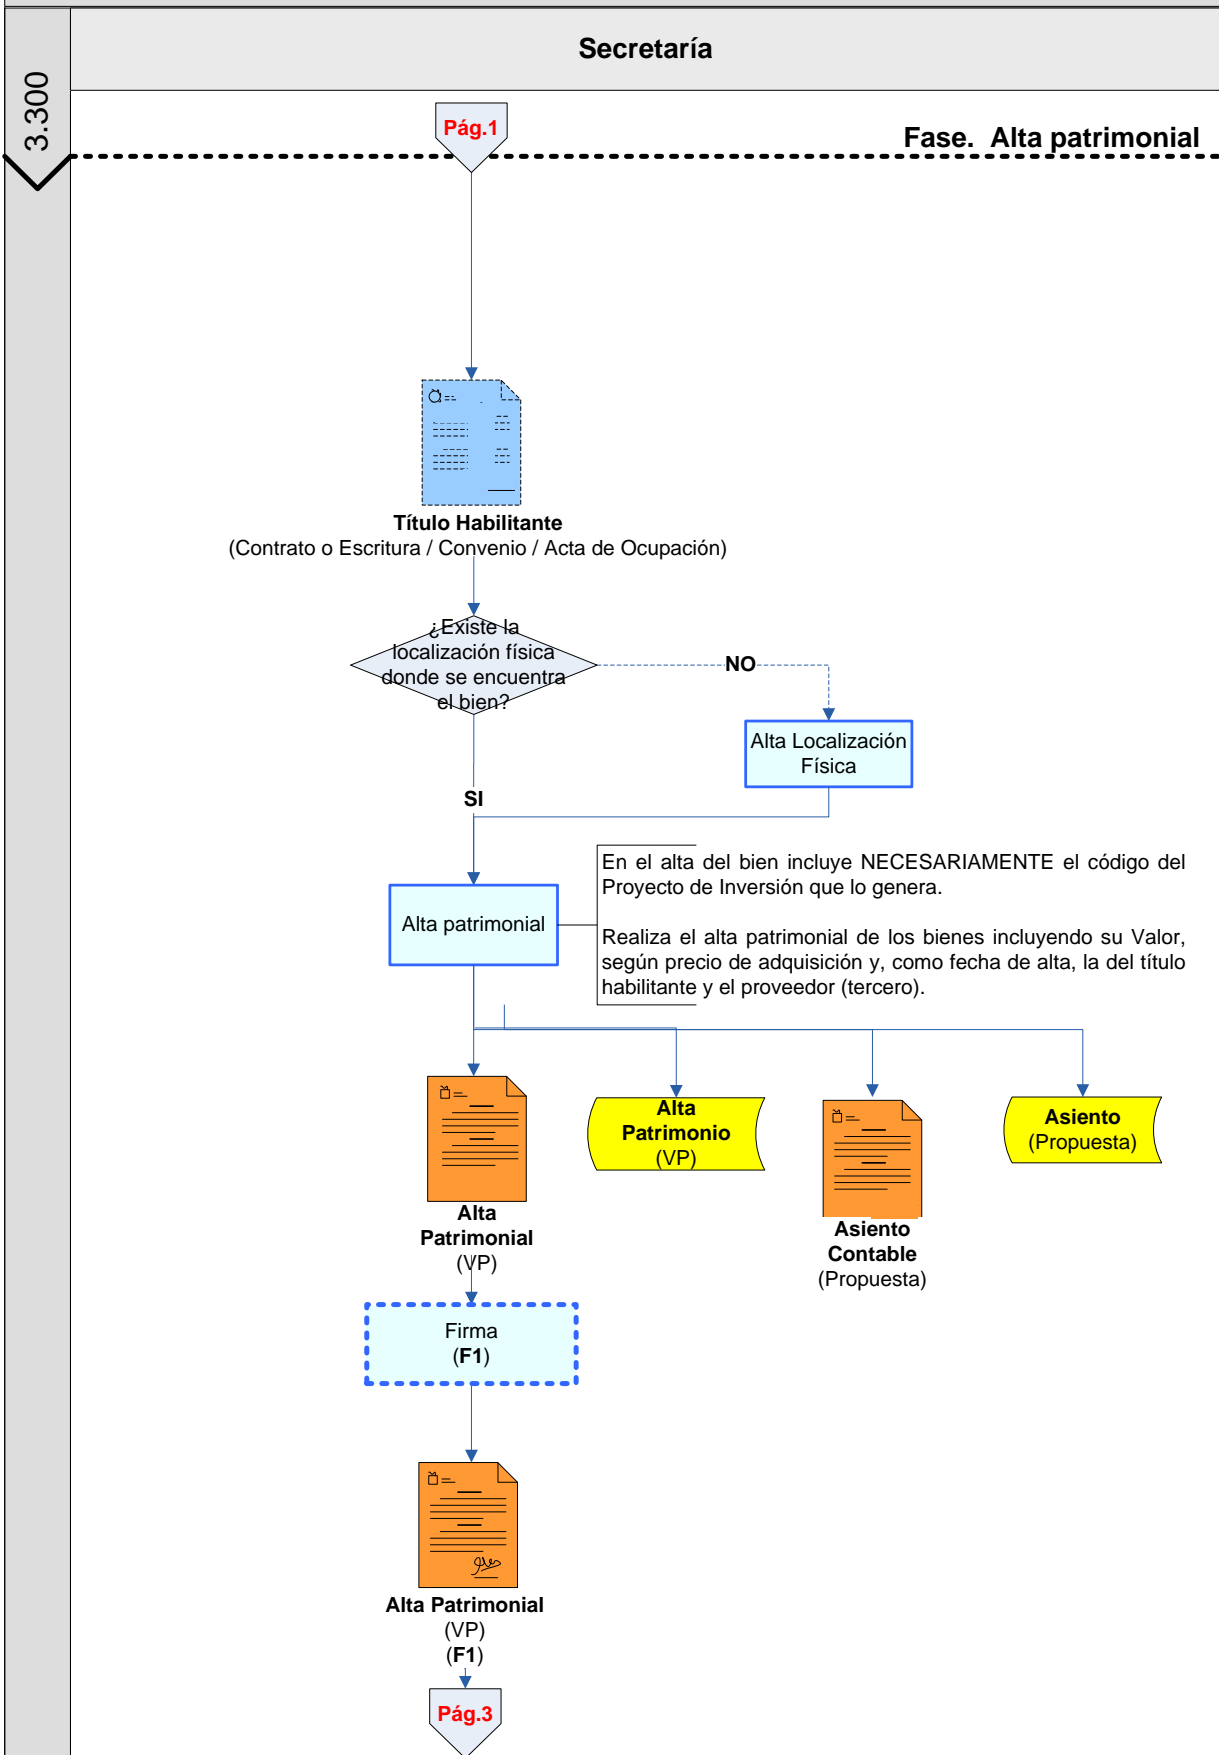 Secretaría
3.300
Pág.1
Fase. Alta patrimonial
Título Habilitante
(Contrato o Escritura / Convenio / Acta de Ocupación)
¿Existe la
localización física
donde se encuentra
el bien?
NO
Alta Localización
Física
SI
En el alta del bien incluye NECESARIAMENTE el código del
Proyecto de Inversión que lo genera.
Alta patrimonial
Realiza el alta patrimonial de los bienes incluyendo su Valor,
según precio de adquisición y, como fecha de alta, la del título
habilitante y el proveedor (tercero).
Alta
Patrimonio
(VP)
Asiento
(Propuesta)
Alta
Patrimonial
(VP)
Asiento
Contable
(Propuesta)
Firma
(F1)
Alta Patrimonial
(VP)
(F1)
Pág.3